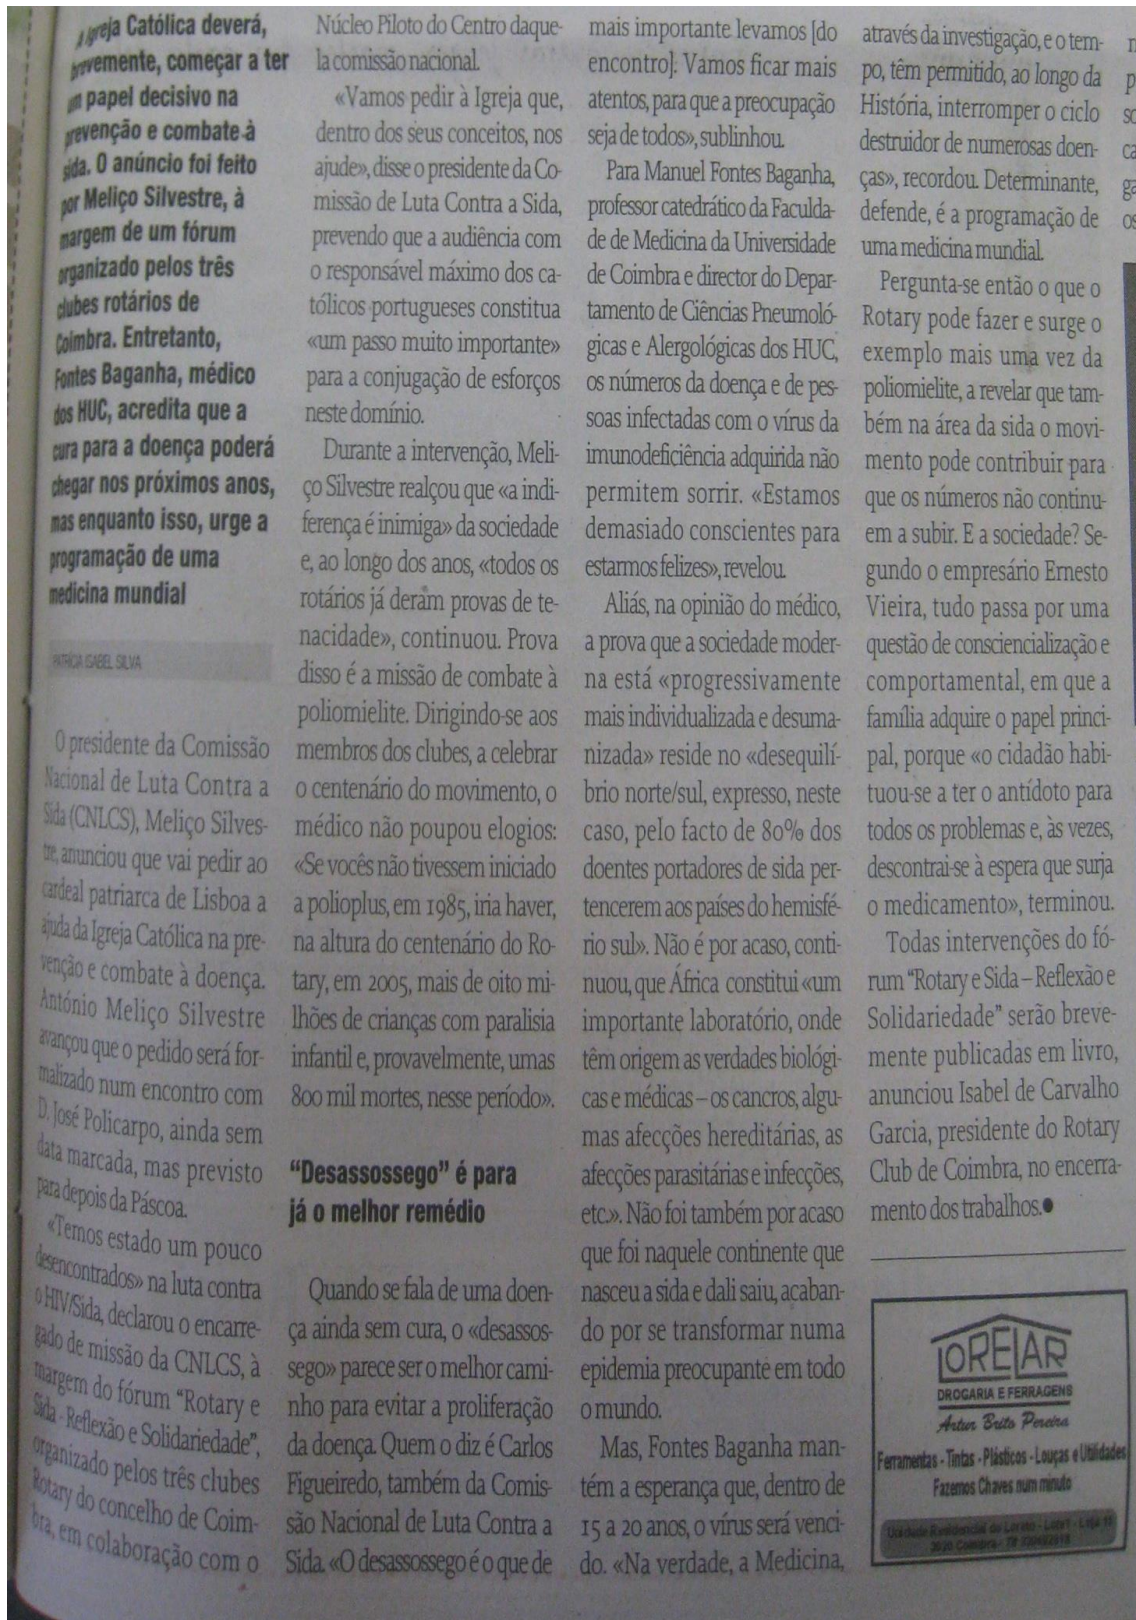 A Igreja Católica deverá,
brevemente, começar a ter
um papel decisivo na
prevenção e combate à
sida. O anúncio foi feito
por Meliço Silvestre, à
margem de um fórum
organizado pelos três
clubes rotários de
Coimbra. Entretanto,
Fontes Baganha, médico
dos HUC, acredita que a
cura para a doença poderá
chegar nos próximos anos,
mas enquanto isso, urge a
programação de uma
medicina mundial
PATRÍCIA ISABEL SILVA
O presidente da Comissão
Nacional de Luta Contra a
Sida (CNLCS), Meliço Silves-
tre, anunciou que vai pedir ao
cardeal patriarca de Lisboa a
ajuda da Igreja Católica na pre-
venção e combate à doença.
António Meliço Silvestre
avançou que o pedido será for-
malizado num encontro com
D. José Policarpo, ainda sem
data marcada, mas previsto
para depois da Páscoa.
«Temos estado um pouco
desencontrados» na luta contra
o HIV/Sida, declarou o encarre-
gado de missão da CNLCS, à
margem do fórum "Rotary e
Sida - Reflexão e Solidariedade",
organizado pelos três clubes
Rotary do concelho de Coim-
bra, em colaboração com o
Núcleo Piloto do Centro daque-
la comissão nacional.
«Vamos pedir à Igreja que,
dentro dos seus conceitos, nos
ajude», disse o presidente da Co-
missão de Luta Contra a Sida,
prevendo que a audiência com
o responsável máximo dos ca-
tólicos portugueses constitua
«um passo muito importante»
para a conjugação de esforços
neste domínio.
Durante a intervenção, Meli-
ço Silvestre realçou que «a indi-
ferença é inimiga» da sociedade
e, ao longo dos anos, «todos os
rotários já deram provas de te-
nacidade», continuou. Prova
disso é a missão de combate à
poliomielite. Dirigindo-se aos
membros dos clubes, a celebrar
o centenário do movimento, o
médico não poupou elogios:
«Se vocês não tivessem iniciado
a polioplus, em 1985, iria haver,
na altura do centenário do Ro-
tary, em 2005, mais de oito mi-
lhões de crianças com paralisia
infantil e, provavelmente, umas
800 mil mortes, nesse período».
"Desassossego" é para
já o melhor remédio
Quando se fala de uma doen-
ça ainda sem cura, o «desassos-
sego» parece ser o melhor cami-
nho para evitar a proliferação
da doença. Quem o diz é Carlos
Figueiredo, também da Comis-
são Nacional de Luta Contra a
Sida. «O desassossego é o que de
mais importante levamos [do
encontro]. Vamos ficar mais
atentos, para que a preocupação
seja de todos», sublinhou.
Para Manuel Fontes Baganha,
professor catedrático da Faculda-
de de Medicina da Universidade
de Coimbra e director do Depar-
tamento de Ciências Pneumoló-
gicas e Alergológicas dos HUC,
os números da doença e de pes-
soas infectadas com o vírus da
imunodeficiência adquirida não
permitem sorrir. «Estamos
demasiado conscientes para
estarmos felizes», revelou.
Aliás, na opinião do médico,
a prova que a sociedade moder-
na está «progressivamente
mais individualizada e desuma-
nizada» reside no «desequilí-
brio norte/sul, expresso, neste
caso, pelo facto de 80% dos
doentes portadores de sida per-
tencerem aos países do hemisfé-
rio sul». Não é por acaso, conti-
nuou, que África constitui «um
importante laboratório, onde
têm origem as verdades biológi-
cas e médicas – os cancros, algu-
mas afecções hereditárias, as
afecções parasitárias e infecções,
etc.». Não foi também por acaso
que foi naquele continente que
nasceu a sida e dali saiu, acaban-
do por se transformar numa
epidemia preocupante em todo
o mundo.
Mas, Fontes Baganha man-
tém a esperança que, dentro de
15 a 20 anos, o vírus será venci-
do. «Na verdade, a Medicina,
através da investigação, e o tem-
po, têm permitido, ao longo da
História, interromper o ciclo
destruidor de numerosas doen-
ças», recordou. Determinante,
defende, é a programação de
uma medicina mundial.
Pergunta-se então o que o
Rotary pode fazer e surge o
exemplo mais uma vez da
poliomielite, a revelar que tam-
bém na área da sida o movi-
mento pode contribuir para
que os números não continu-
em a subir. E a sociedade? Se-
gundo o empresário Ernesto
Vieira, tudo passa por uma
questão de consciencialização e
comportamental, em que a
família adquire o papel princi-
pal, porque «o cidadão habi-
tuou-se a ter o antídoto para
todos os problemas e, às vezes,
descontrai-se à espera que surja
o medicamento», terminou.
Todas intervenções do fó-
rum "Rotary e Sida – Reflexão e
Solidariedade" serão breve-
mente publicadas em livro,
anunciou Isabel de Carvalho
Garcia, presidente do Rotary
Club de Coimbra, no encerra-
mento dos trabalhos.●
LORELAR
DROGARIA E FERRAGENS
Artur Brito Pereira
Ferramentas - Tintas - Plásticos - Louças e Utilidades
Fazemos Chaves num minuto
Unidade Residencial do Loreto
Coimbra